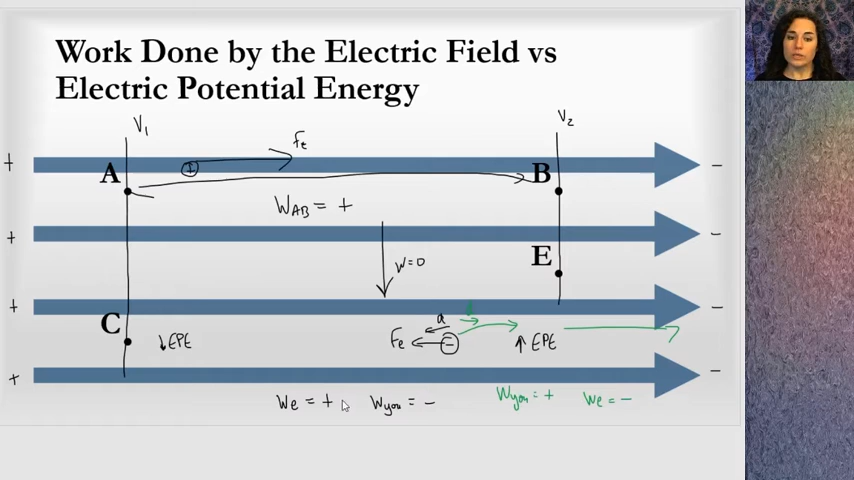 Work Done by the Electric Field vs
Electric Potential Energy
V₁
V₂
+ Fe −
A + B
W_AB = +
+ −
W=0
E
+ −
C
d
a
↓EPE Fe − ↑EPE
+ −
We = + Wyou = − Wyou = + We = −